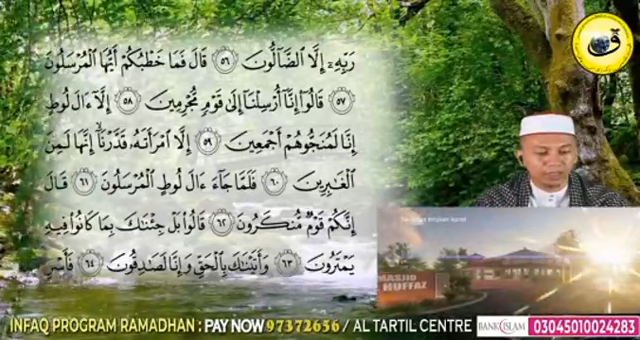 رَبِّهِۦٓ إِلَّا ٱلضَّآلُّونَ ٥٦ قَالَ فَمَا خَطْبُكُمْ أَيُّهَا ٱلْمُرْسَلُونَ
٥٧ قَالُوٓا۟ إِنَّآ أُرْسِلْنَآ إِلَىٰ قَوْمٍ مُّجْرِمِينَ ٥٨ إِلَّآ ءَالَ لُوطٍ
إِنَّا لَمُنَجُّوهُمْ أَجْمَعِينَ ٥٩ إِلَّا ٱمْرَأَتَهُۥ قَدَّرْنَآ إِنَّهَا لَمِنَ
ٱلْغَٰبِرِينَ ٦٠ فَلَمَّا جَآءَ ءَالَ لُوطٍ ٱلْمُرْسَلُونَ ٦١ قَالَ
إِنَّكُمْ قَوْمٌ مُّنكَرُونَ ٦٢ قَالُوا۟ بَلْ جِئْنَٰكَ بِمَا كَانُوا۟ فِيهِ
يَمْتَرُونَ ٦٣ وَأَتَيْنَٰكَ بِٱلْحَقِّ وَإِنَّا لَصَٰدِقُونَ ٦٤ فَأَسْرِ
MASJID
HUFFAZ
INFAQ PROGRAM RAMADHAN : PAY NOW 97372656 / AL TARTIL CENTRE BANK ISLAM 03045010024283